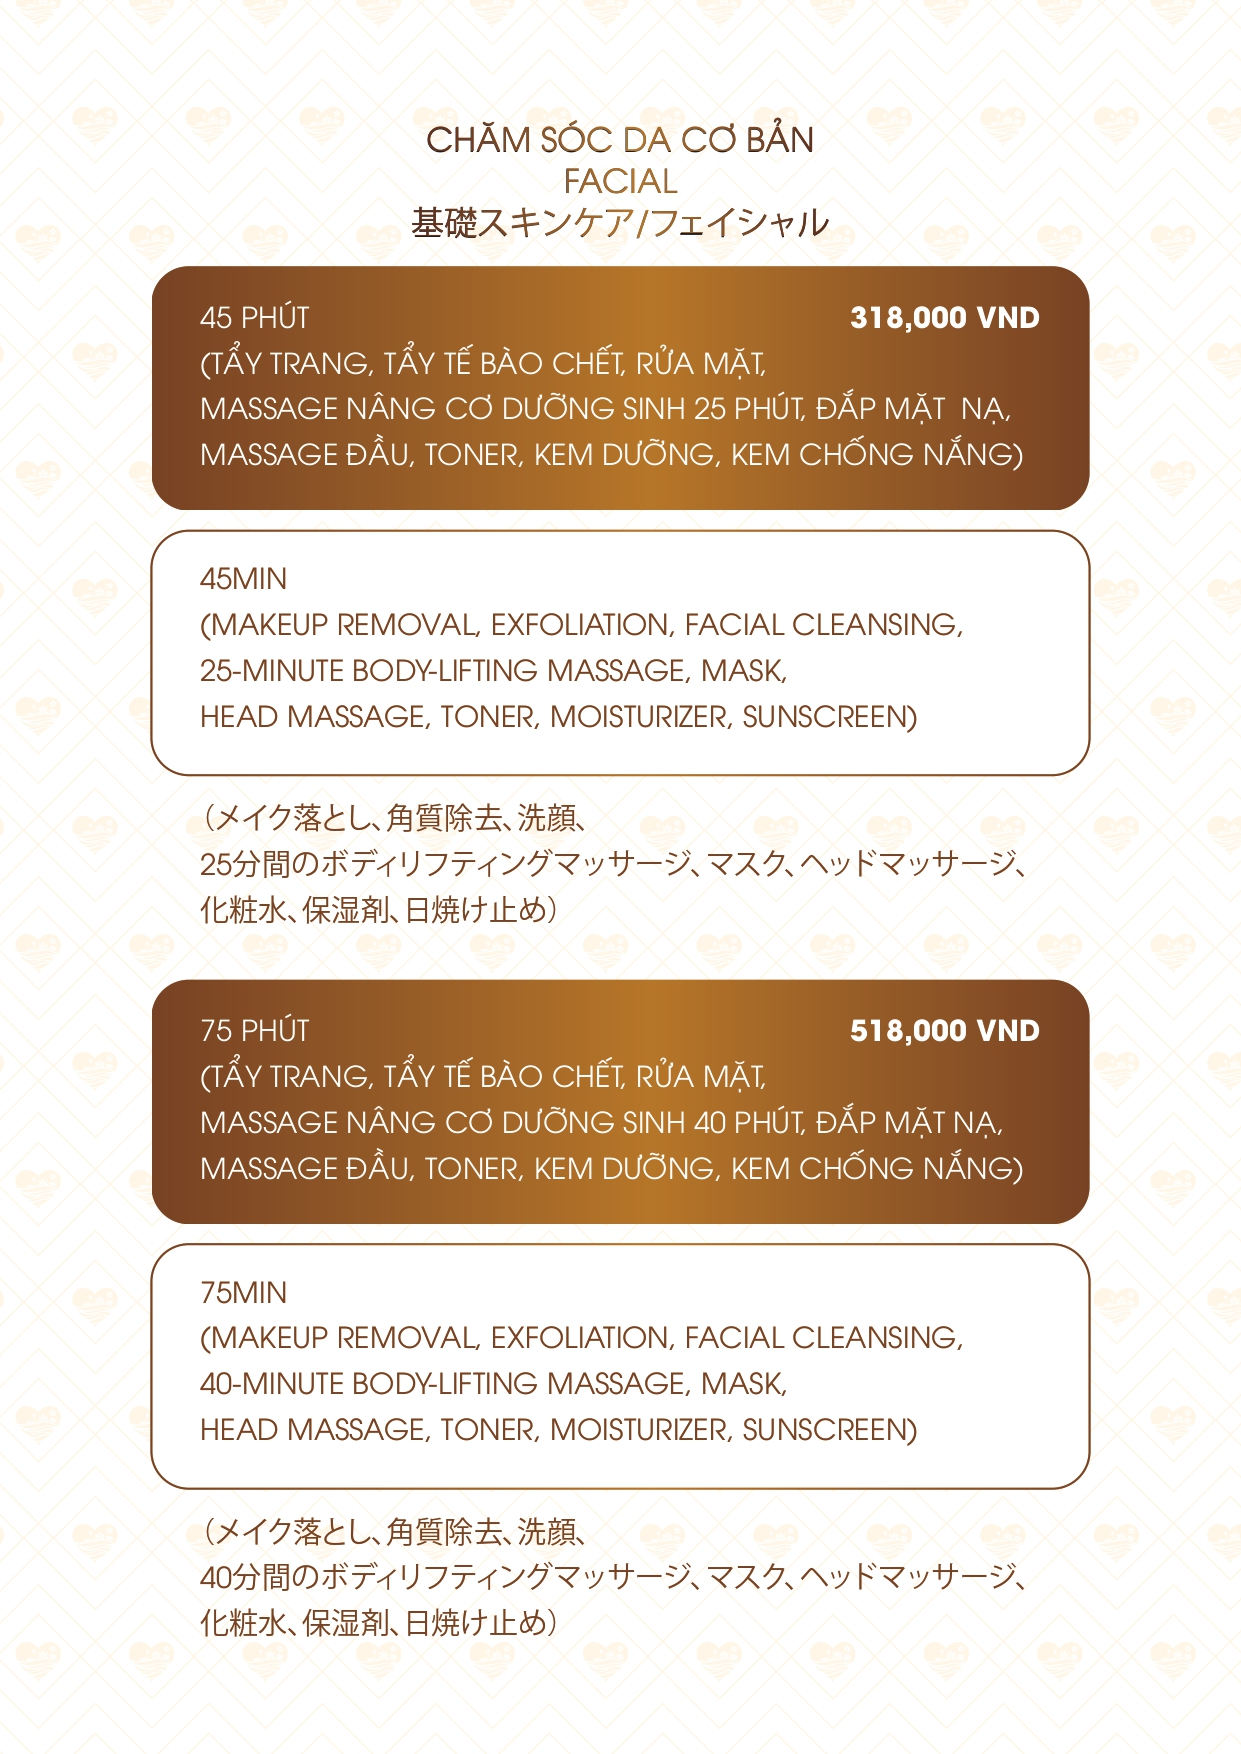 CHĂM SÓC DA CƠ BẢN
FACIAL
基礎スキンケア/フェイシャル
45 PHÚT 318,000 VND
(TẨY TRANG, TẨY TẾ BÀO CHẾT, RỬA MẶT,
MASSAGE NÂNG CƠ DƯỠNG SINH 25 PHÚT, ĐẮP MẶT NẠ,
MASSAGE ĐẦU, TONER, KEM DƯỠNG, KEM CHỐNG NẮNG)
45MIN
(MAKEUP REMOVAL, EXFOLIATION, FACIAL CLEANSING,
25-MINUTE BODY-LIFTING MASSAGE, MASK,
HEAD MASSAGE, TONER, MOISTURIZER, SUNSCREEN)
（メイク落とし、角質除去、洗顔、
25分間のボディリフティングマッサージ、マスク、ヘッドマッサージ、
化粧水、保湿剤、日焼け止め）
75 PHÚT 518,000 VND
(TẨY TRANG, TẨY TẾ BÀO CHẾT, RỬA MẶT,
MASSAGE NÂNG CƠ DƯỠNG SINH 40 PHÚT, ĐẮP MẶT NẠ,
MASSAGE ĐẦU, TONER, KEM DƯỠNG, KEM CHỐNG NẮNG)
75MIN
(MAKEUP REMOVAL, EXFOLIATION, FACIAL CLEANSING,
40-MINUTE BODY-LIFTING MASSAGE, MASK,
HEAD MASSAGE, TONER, MOISTURIZER, SUNSCREEN)
（メイク落とし、角質除去、洗顔、
40分間のボディリフティングマッサージ、マスク、ヘッドマッサージ、
化粧水、保湿剤、日焼け止め）